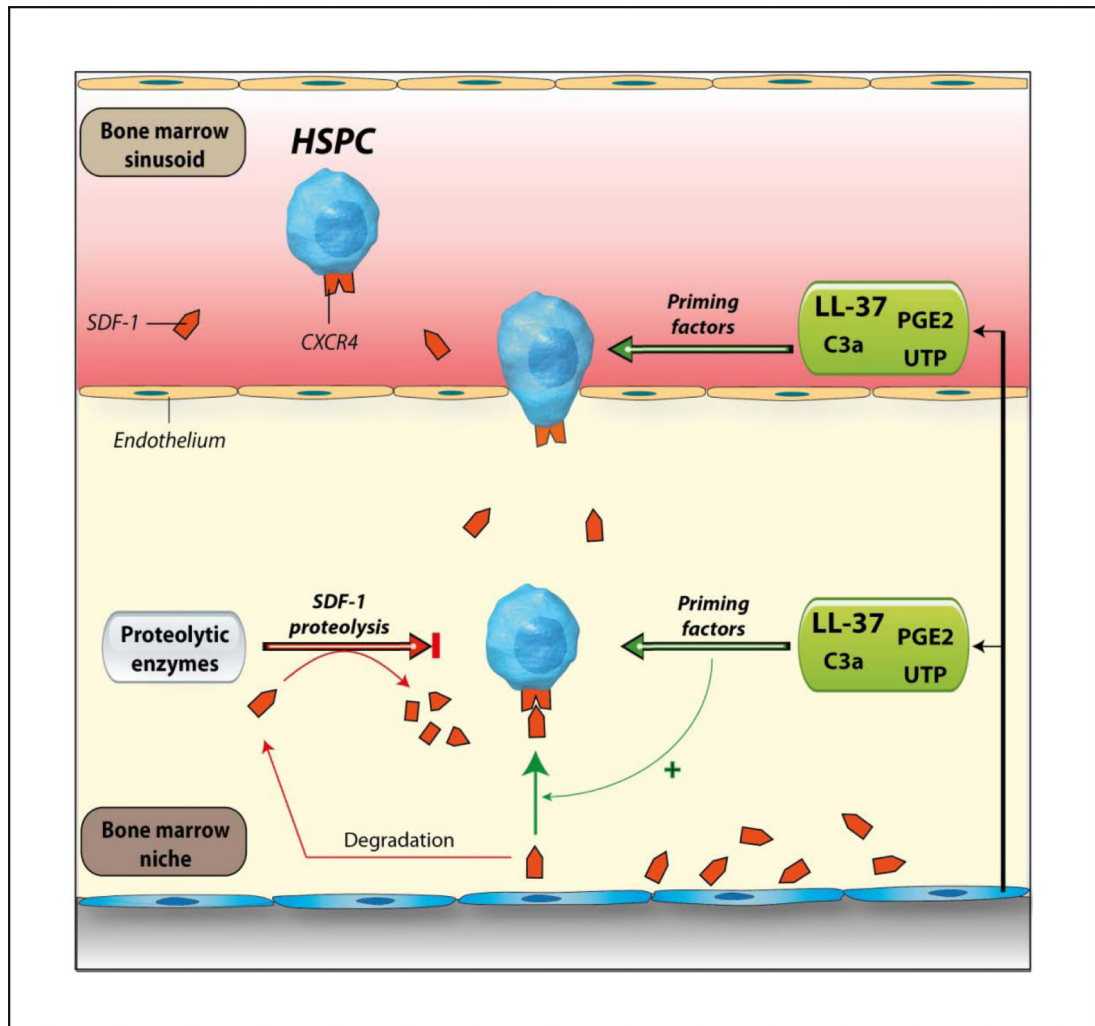 Bone marrow
sinusoid
HSPC
SDF-1
CXCR4
Priming
factors
LL-37
PGE2
C3a
UTP
Endothelium
Proteolytic
enzymes
SDF-1
proteolysis
Priming
factors
LL-37
PGE2
C3a
UTP
+
Bone marrow
niche
Degradation